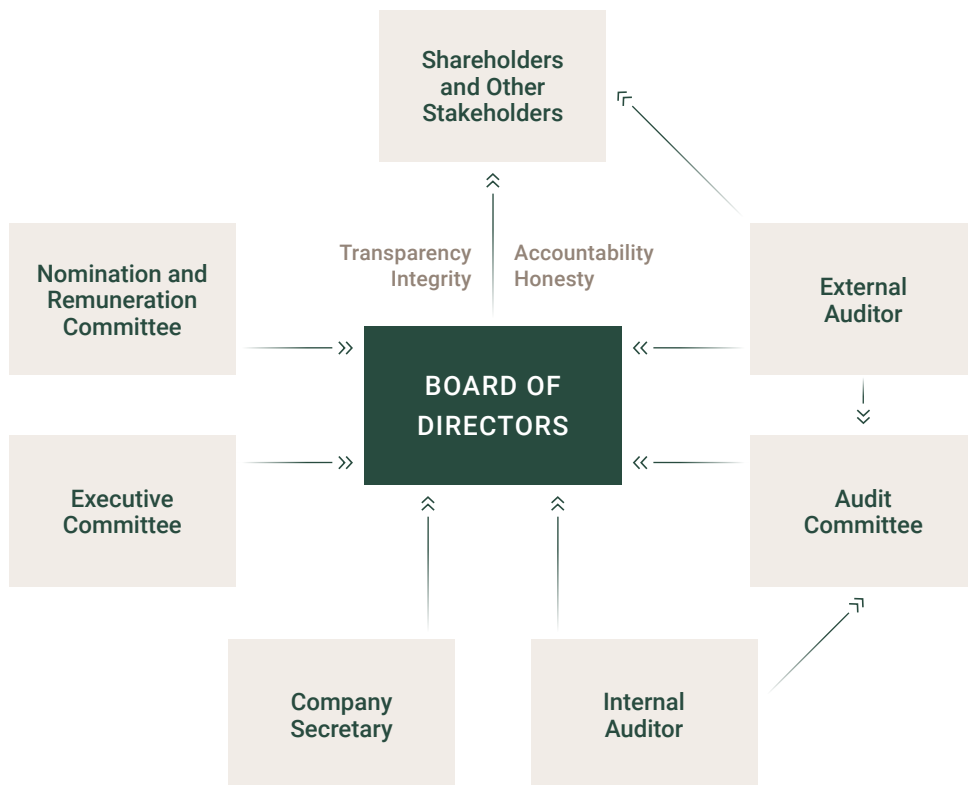 Shareholders
and Other
Stakeholders
Transparency
Integrity
Accountability
Honesty
Nomination and
Remuneration
Committee
External
Auditor
BOARD OF
DIRECTORS
Executive
Committee
Audit
Committee
Company
Secretary
Internal
Auditor